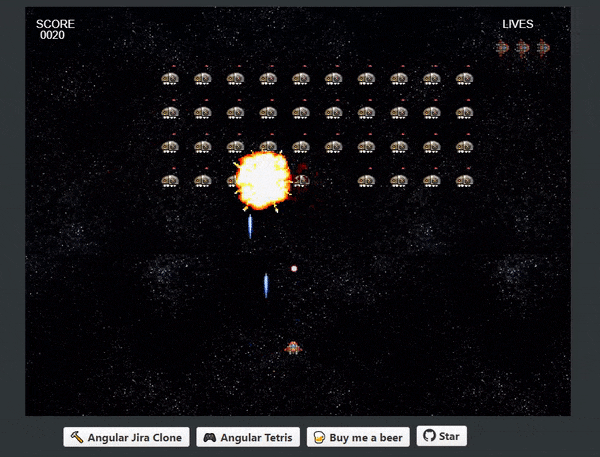 SCORE
0020
LIVES
Angular Jira Clone
Angular Tetris
Buy me a beer
Star